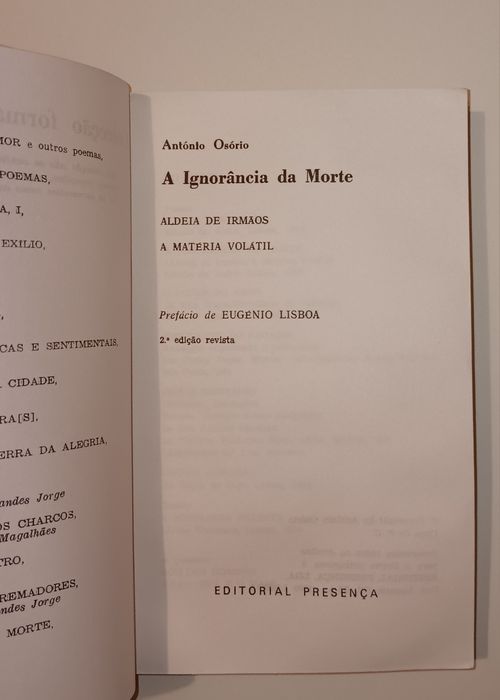 MOR e outros poemas,
POEMAS,
A, I,
EXILIO,
CAS E SENTIMENTAIS,
CIDADE,
RA[S],
ERRA DA ALEGRIA,
andes Jorge
OS CHARCOS,
Magalhães
TRO,
REMADORES,
ndes Jorge
MORTE,
António Osório
A Ignorância da Morte
ALDEIA DE IRMÃOS
A MATÉRIA VOLÁTIL
Prefácio de EUGÉNIO LISBOA
2.ª edição revista
EDITORIAL PRESENÇA